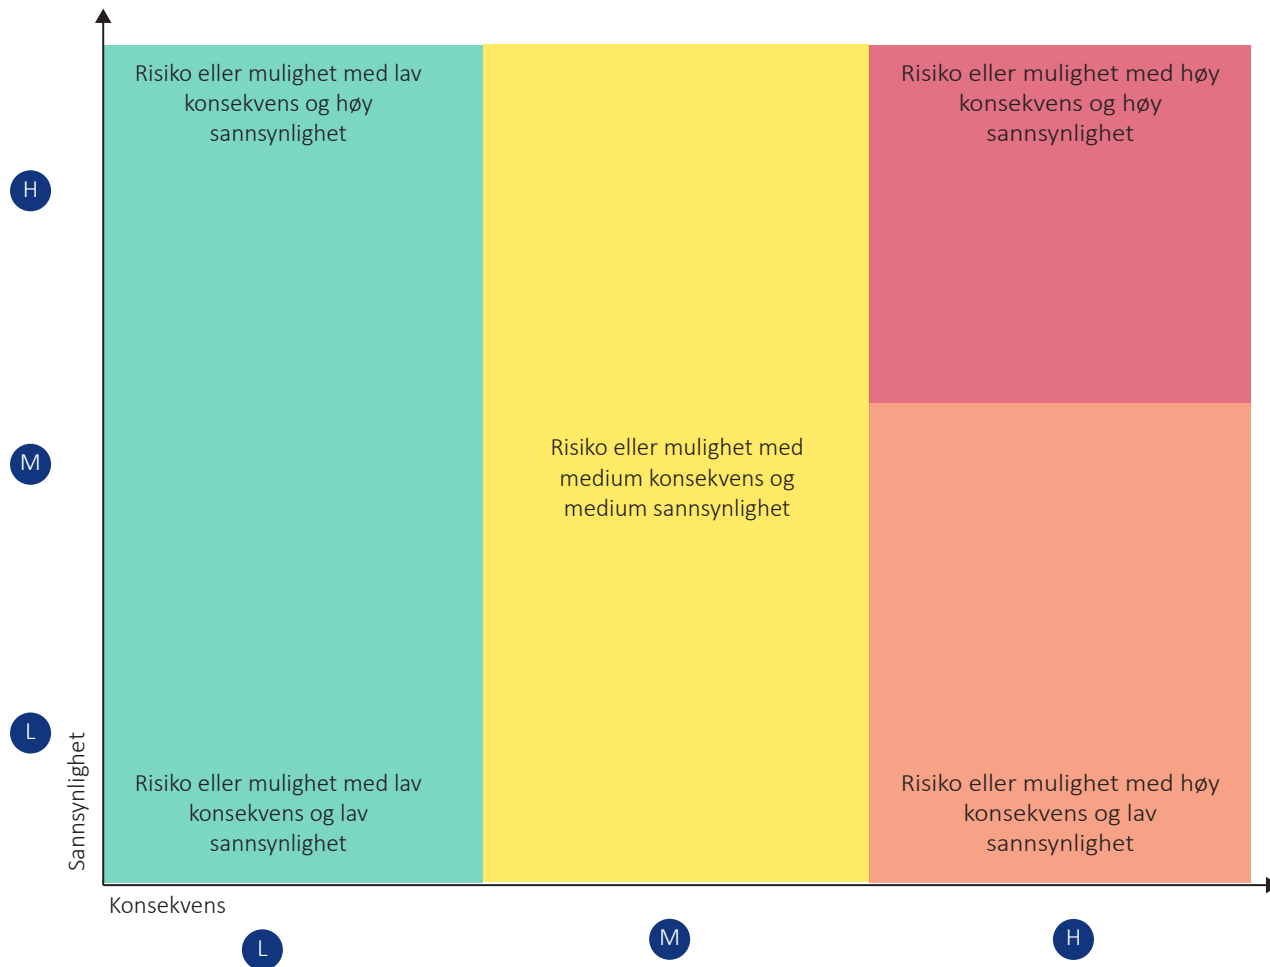 Risiko eller mulighet med lav
konsekvens og høy
sannsynlighet
Risiko eller mulighet med høy
konsekvens og høy
sannsynlighet
H
Risiko eller mulighet med
medium konsekvens og
medium sannsynlighet
M
L
Sannsynlighet
Risiko eller mulighet med lav
konsekvens og lav
sannsynlighet
Risiko eller mulighet med høy
konsekvens og lav
sannsynlighet
Konsekvens
L
M
H